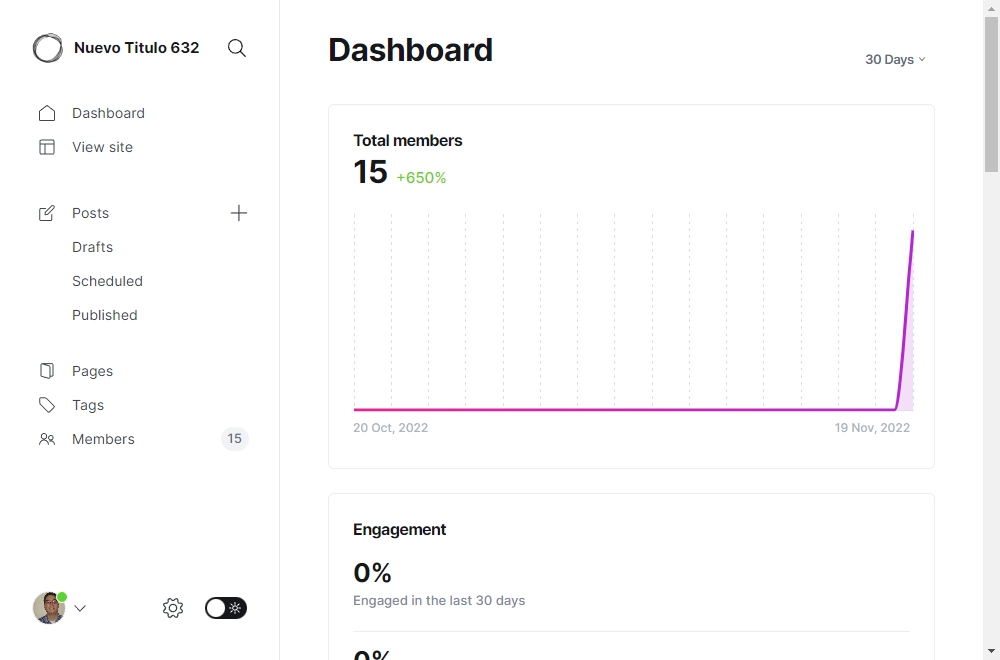 Nuevo Titulo 632
Dashboard
View site
Posts
Drafts
Scheduled
Published
Pages
Tags
Members 15
Dashboard
30 Days
Total members
15 +650%
20 Oct, 2022 19 Nov, 2022
Engagement
0%
Engaged in the last 30 days
0%